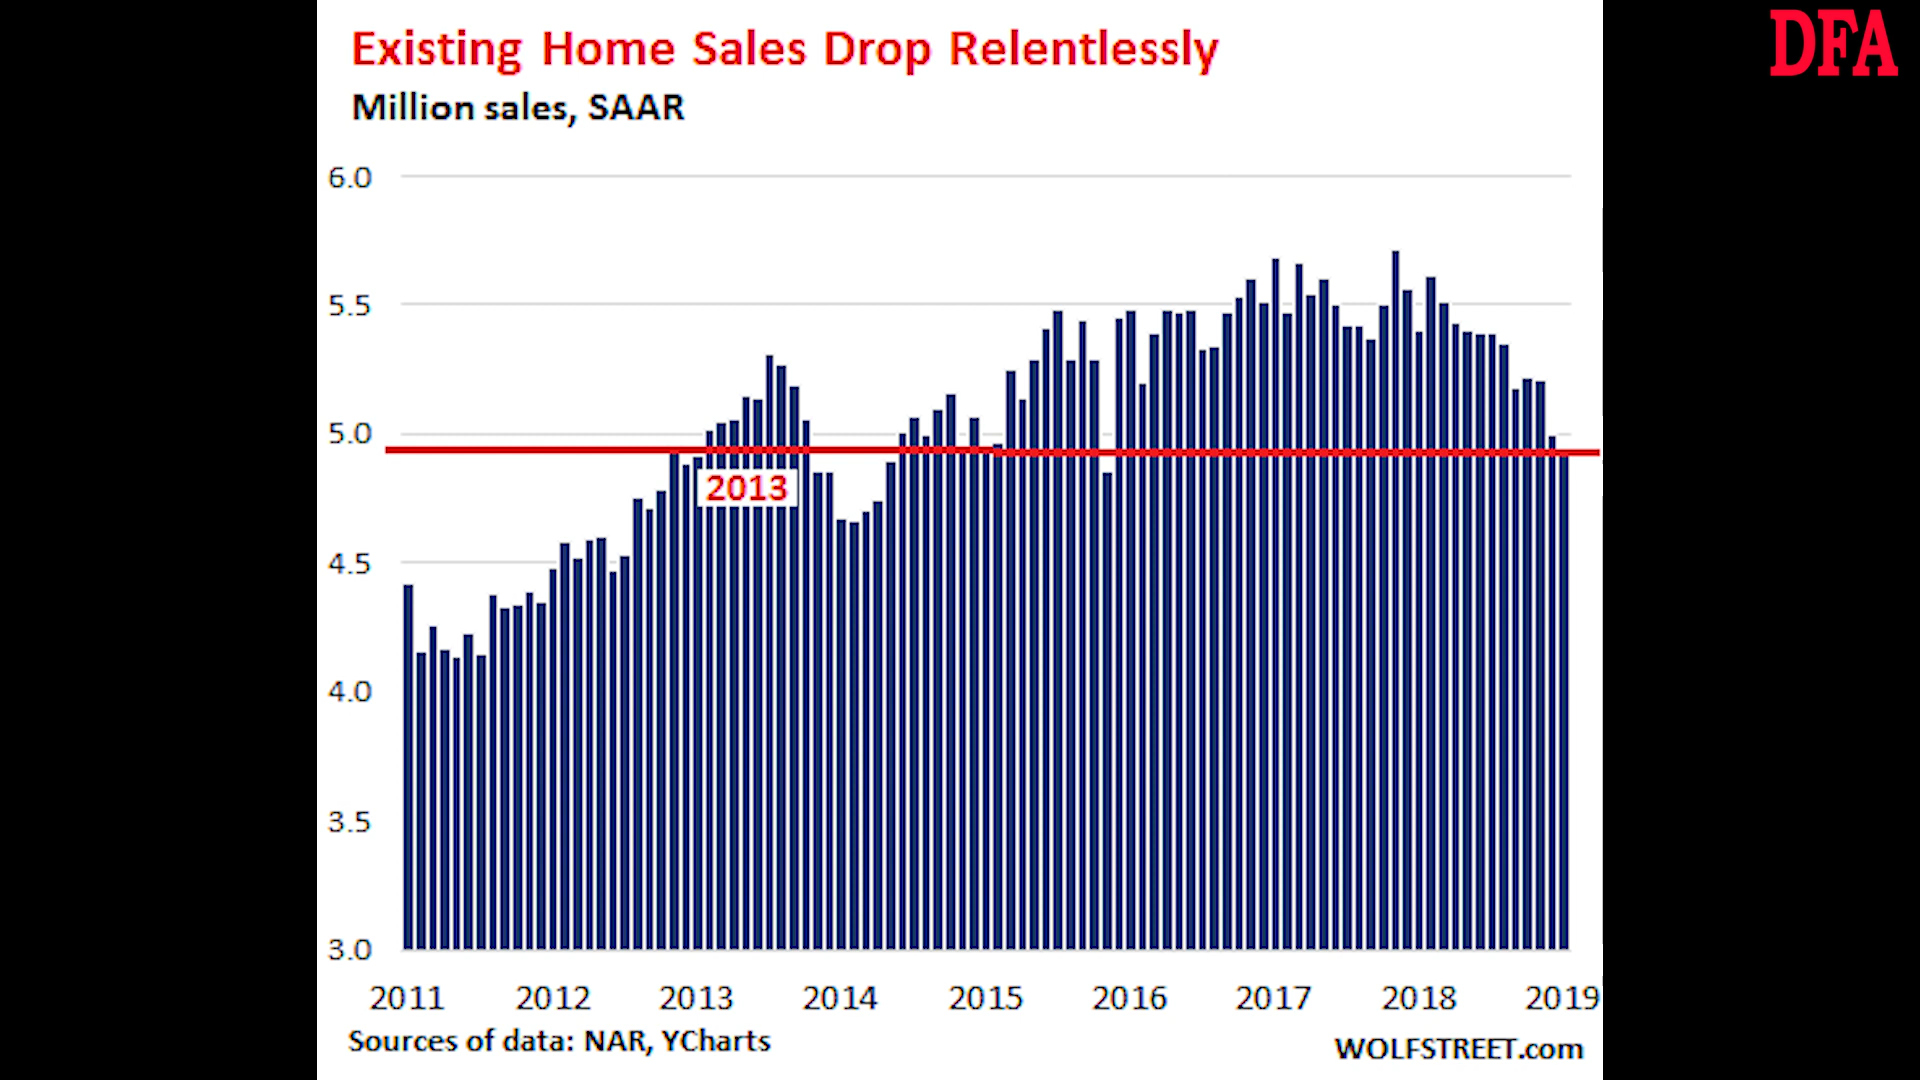 Existing Home Sales Drop Relentlessly
DFA
Million sales, SAAR
6.0
5.5
5.0
4.5
4.0
3.5
3.0
2013
2011 2012 2013 2014 2015 2016 2017 2018 2019
Sources of data: NAR, YCharts
WOLFSTREET.com